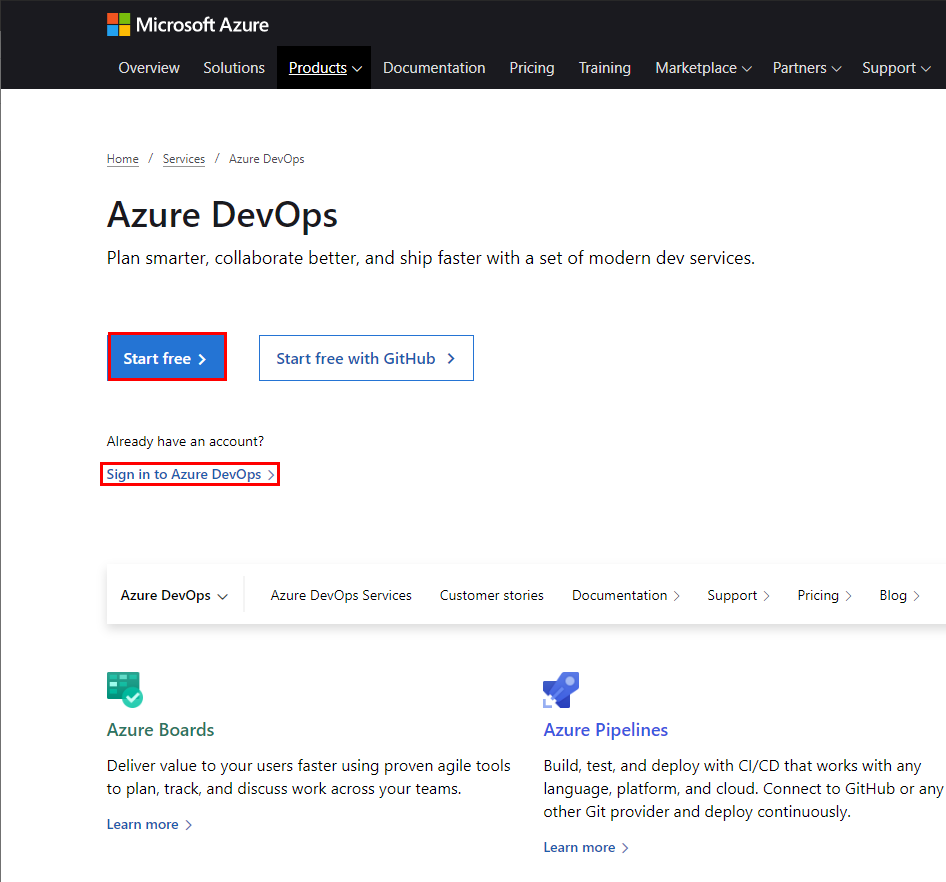 Microsoft Azure
Overview Solutions Products Documentation Pricing Training Marketplace Partners Support
Home / Services / Azure DevOps
Azure DevOps
Plan smarter, collaborate better, and ship faster with a set of modern dev services.
Start free Start free with GitHub
Already have an account?
Sign in to Azure DevOps
Azure DevOps Azure DevOps Services Customer stories Documentation Support Pricing Blog
Azure Boards
Deliver value to your users faster using proven agile tools
to plan, track, and discuss work across your teams.
Learn more
Azure Pipelines
Build, test, and deploy with CI/CD that works with any
language, platform, and cloud. Connect to GitHub or any
other Git provider and deploy continuously.
Learn more